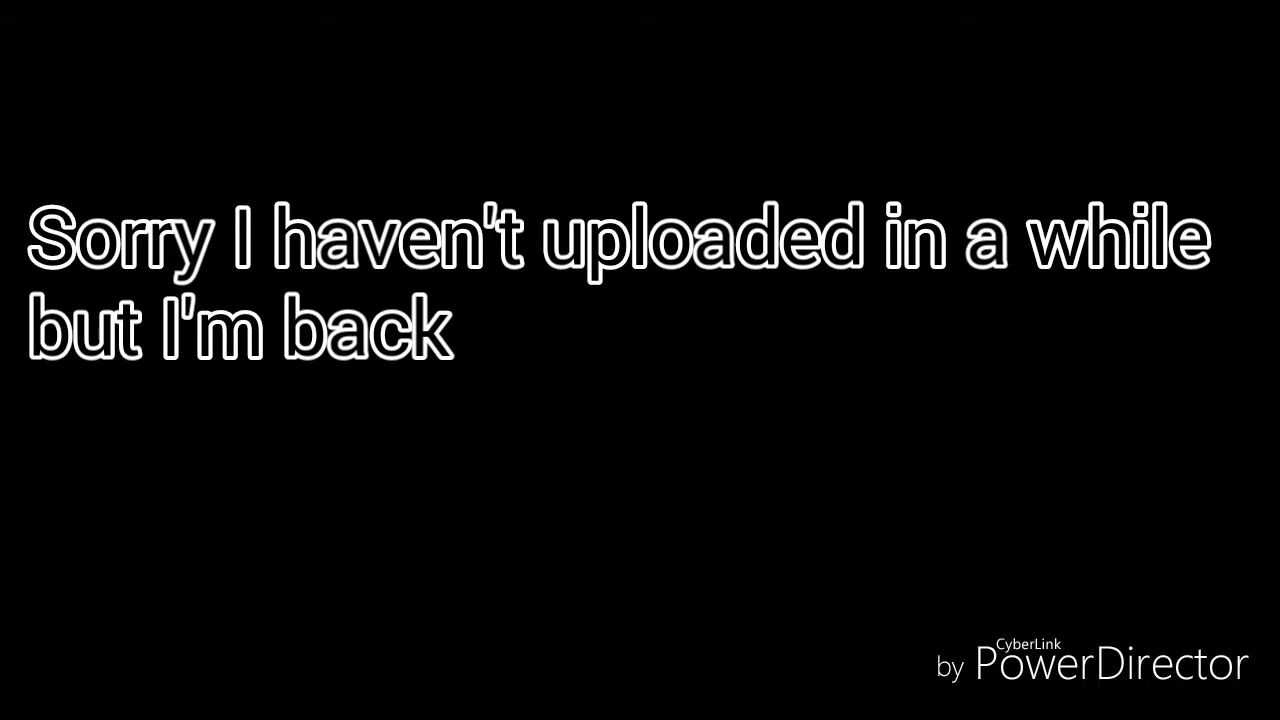 Sorry I haven't uploaded in a while
but I'm back
CyberLink
by PowerDirector